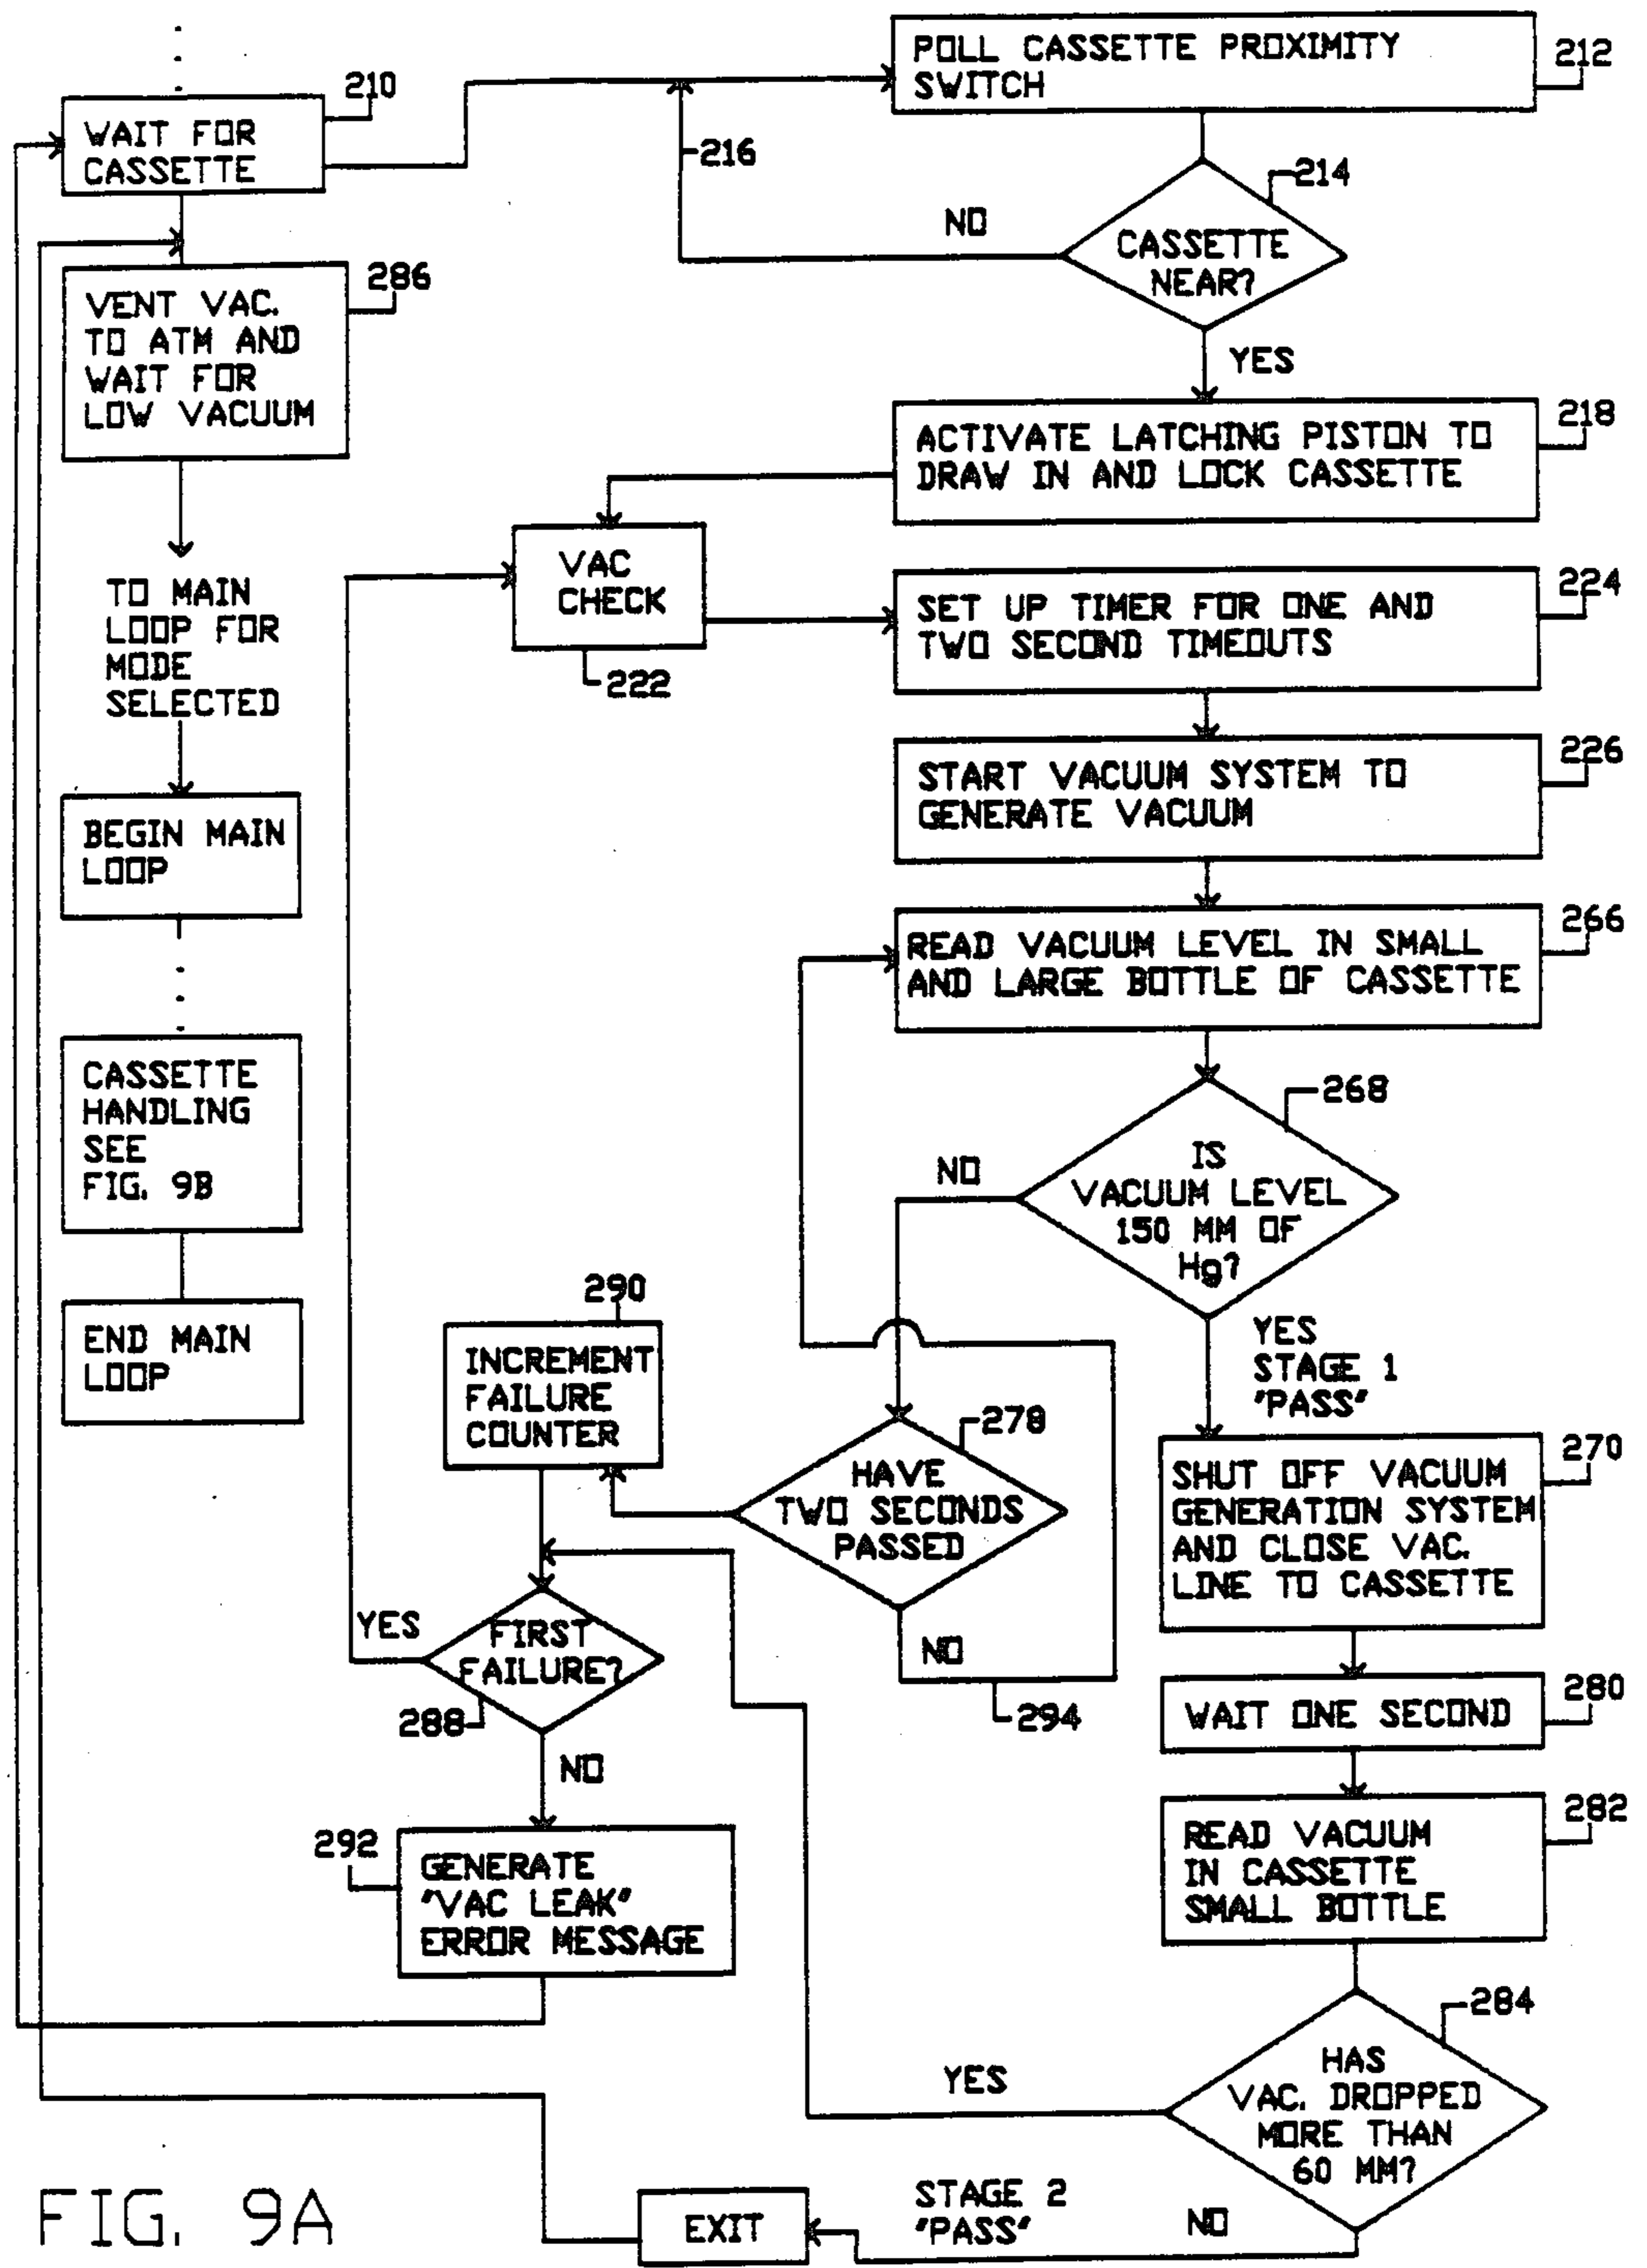 210
WAIT FOR
CASSETTE
POLL CASSETTE PROXIMITY
SWITCH
212
216
214
NO
CASSETTE
NEAR?
YES
286
VENT VAC.
TO ATM AND
WAIT FOR
LOW VACUUM
ACTIVATE LATCHING PISTON TO
DRAW IN AND LOCK CASSETTE
218
VAC
CHECK
222
SET UP TIMER FOR ONE AND
TWO SECOND TIMEOUTS
224
TO MAIN
LOOP FOR
MODE
SELECTED
START VACUUM SYSTEM TO
GENERATE VACUUM
226
BEGIN MAIN
LOOP
READ VACUUM LEVEL IN SMALL
AND LARGE BOTTLE OF CASSETTE
266
CASSETTE
HANDLING
SEE
FIG. 9B
268
NO
IS
VACUUM LEVEL
150 MM OF
Hg?
YES
STAGE 1
"PASS"
END MAIN
LOOP
290
INCREMENT
FAILURE
COUNTER
278
HAVE
TWO SECONDS
PASSED
NO
294
270
SHUT OFF VACUUM
GENERATION SYSTEM
AND CLOSE VAC.
LINE TO CASSETTE
YES
FIRST
FAILURE?
288
NO
280
WAIT ONE SECOND
292
GENERATE
"VAC LEAK"
ERROR MESSAGE
282
READ VACUUM
IN CASSETTE
SMALL BOTTLE
284
YES
HAS
VAC. DROPPED
MORE THAN
60 MM?
EXIT
STAGE 2
"PASS"
NO
FIG. 9A